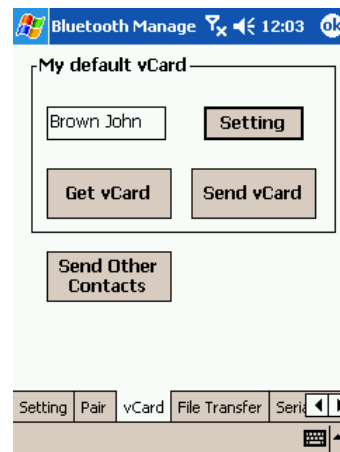 Bluetooth Manage 12:03 ok
My default vCard
Brown John
Setting
Get vCard
Send vCard
Send Other
Contacts
Setting Pair vCard File Transfer Seria